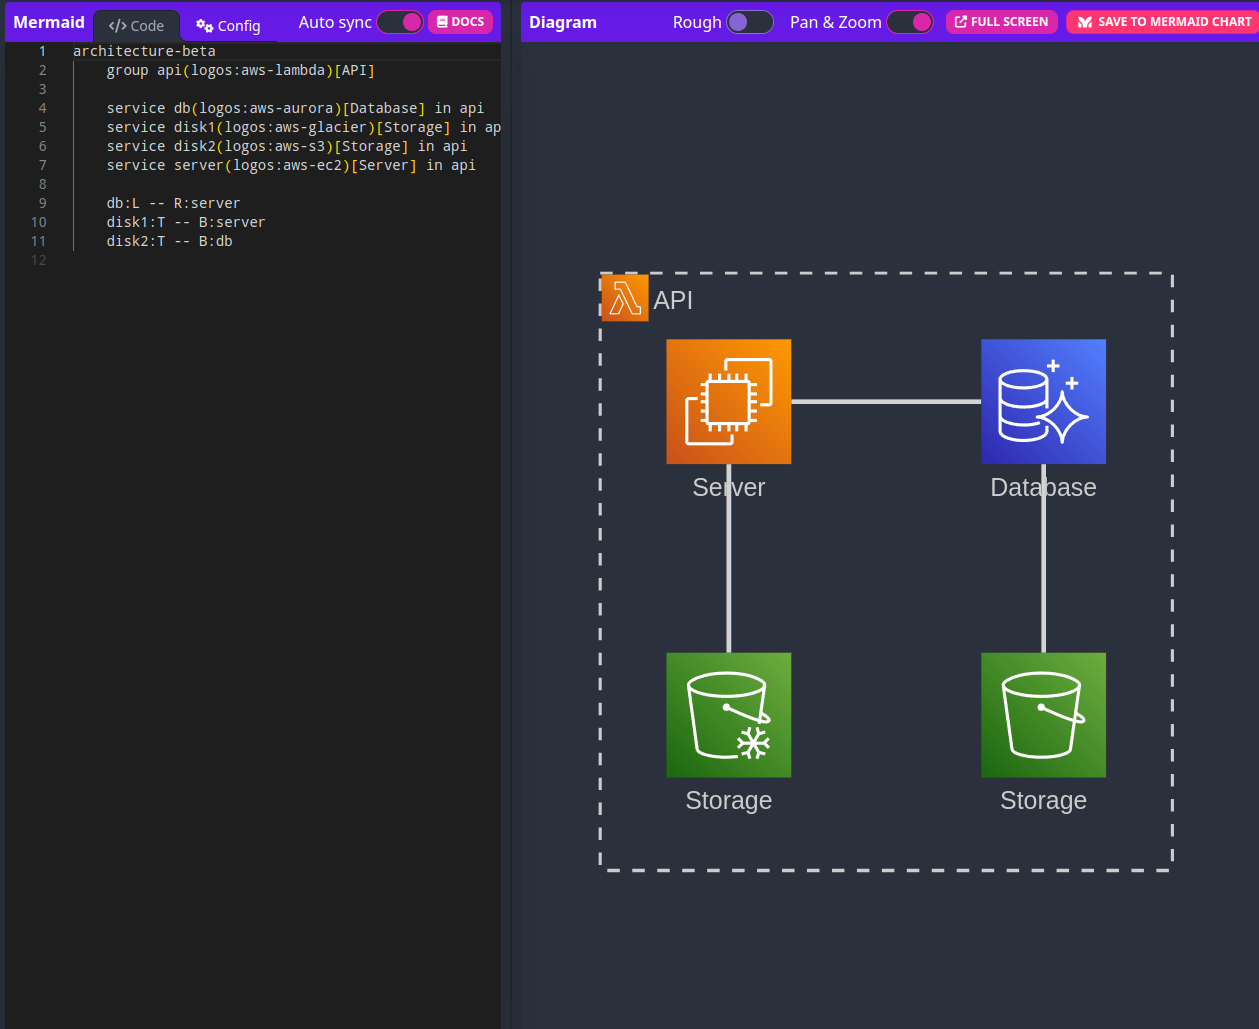 Mermaid Code Config Auto sync DOCS
1 architecture-beta
2 group api(logos:aws-lambda)[API]
3
4 service db(logos:aws-aurora)[Database] in api
5 service disk1(logos:aws-glacier)[Storage] in ap
6 service disk2(logos:aws-s3)[Storage] in api
7 service server(logos:aws-ec2)[Server] in api
8
9 db:L -- R:server
10 disk1:T -- B:server
11 disk2:T -- B:db
12
Diagram Rough Pan & Zoom FULL SCREEN SAVE TO MERMAID CHART
API
Server Database
Storage Storage